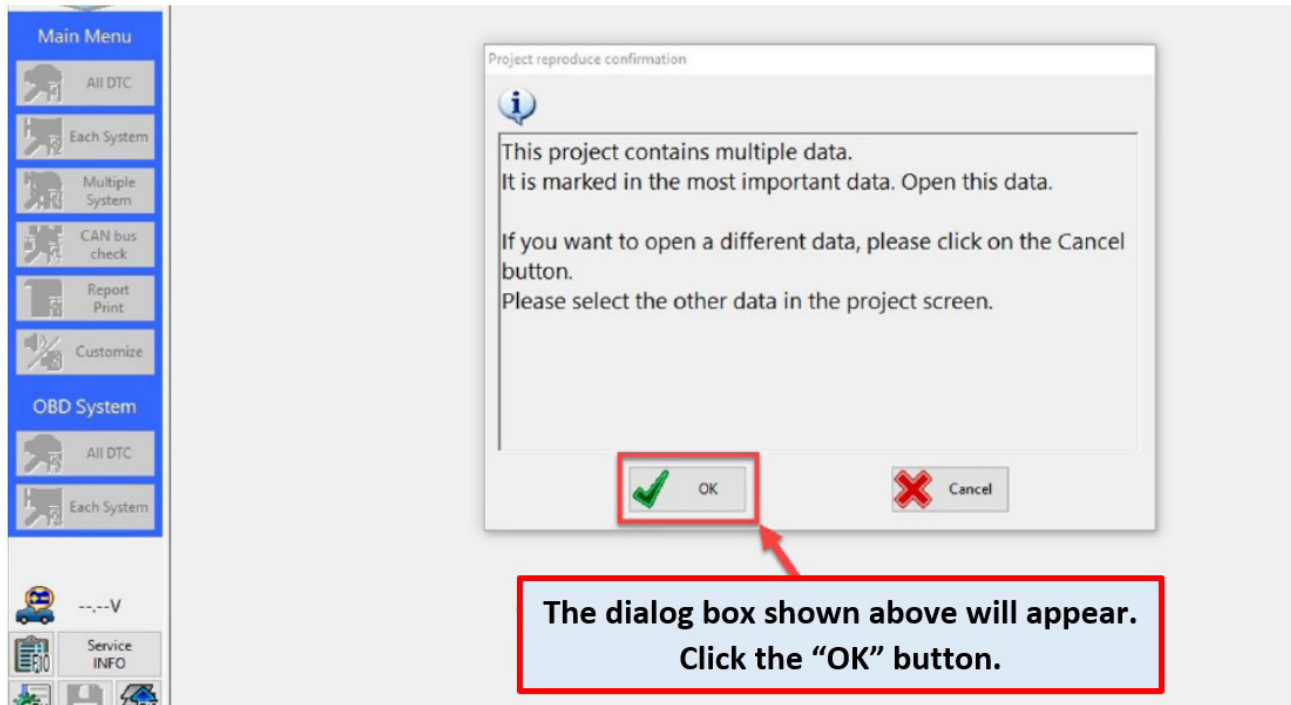 Main Menu
All DTC
Each System
Multiple
System
CAN bus
check
Report
Print
Customize
OBD System
All DTC
Each System
--.--V
Service
INFO
Project reproduce confirmation
This project contains multiple data.
It is marked in the most important data. Open this data.
If you want to open a different data, please click on the Cancel
button.
Please select the other data in the project screen.
OK
Cancel
The dialog box shown above will appear.
Click the “OK” button.